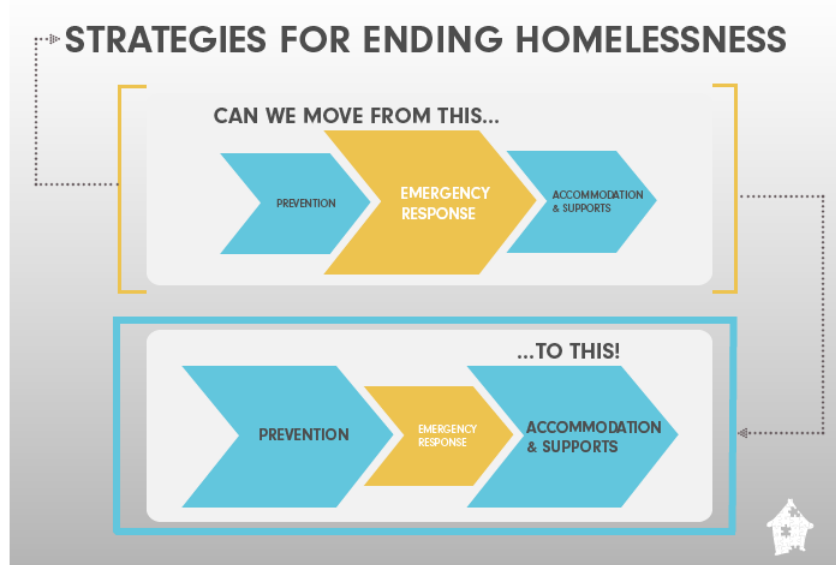 STRATEGIES FOR ENDING HOMELESSNESS
CAN WE MOVE FROM THIS...
PREVENTION
EMERGENCY
RESPONSE
ACCOMMODATION
& SUPPORTS
...TO THIS!
PREVENTION
EMERGENCY
RESPONSE
ACCOMMODATION
& SUPPORTS